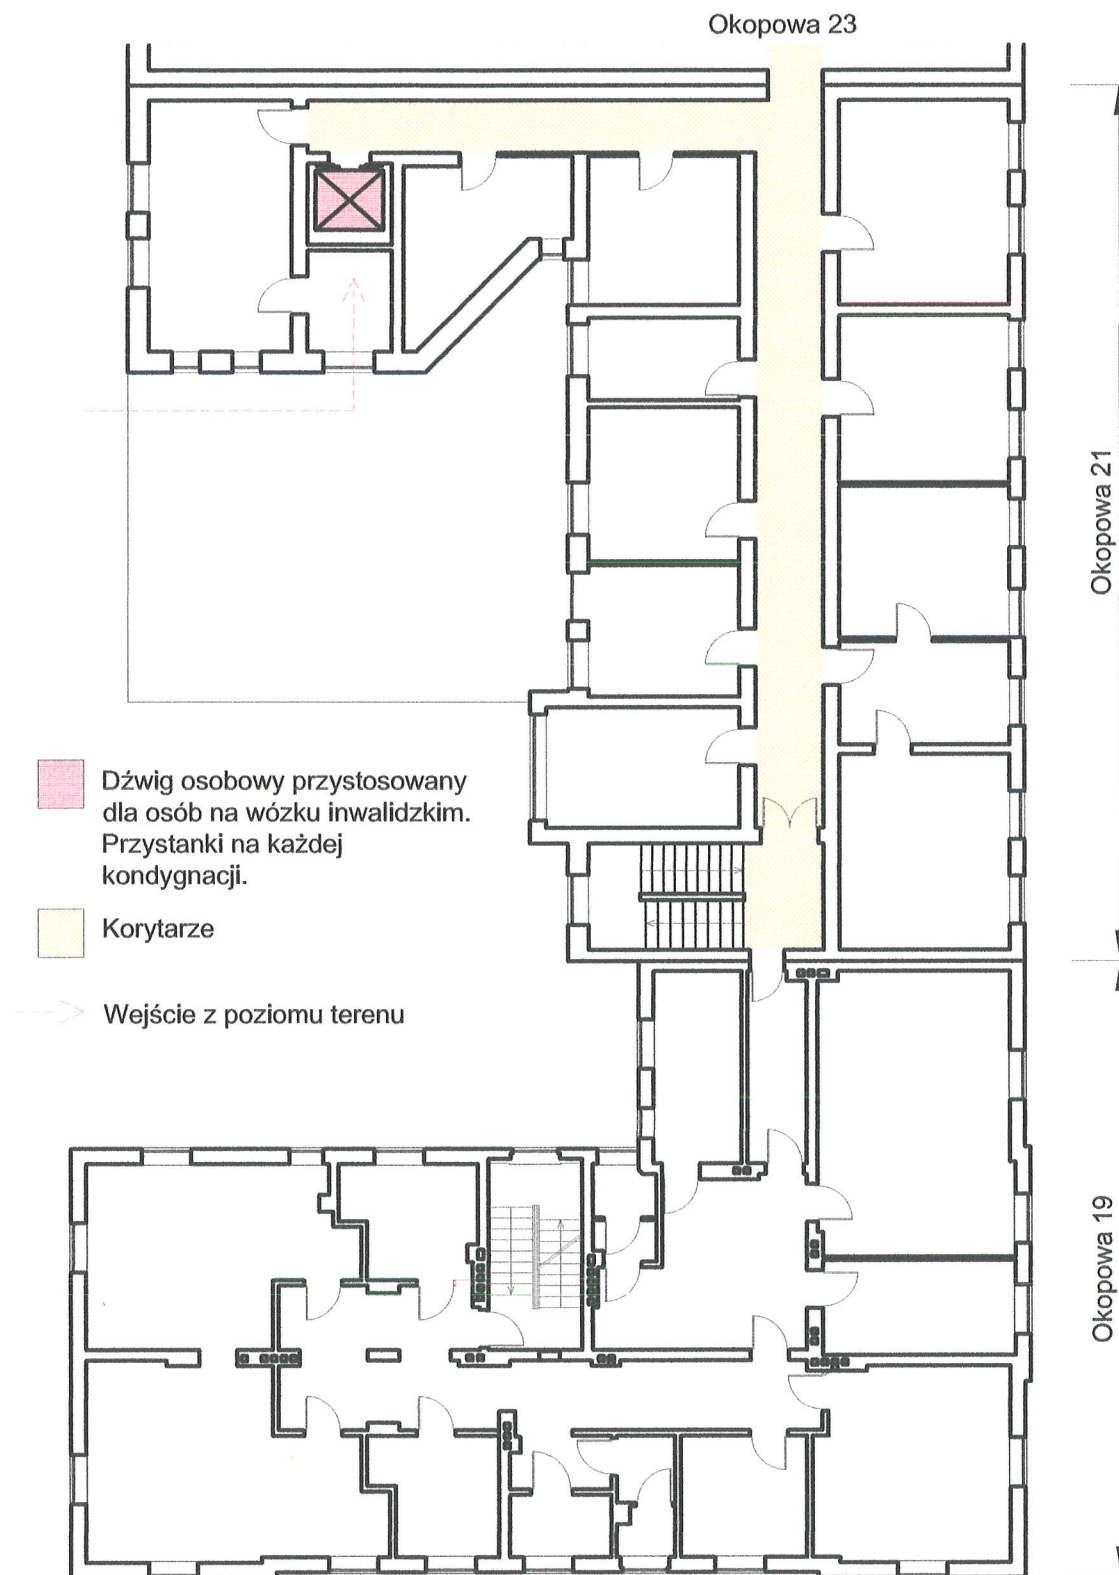 Okopowa 23
Okopowa 21
Dźwig osobowy przystosowany
dla osób na wózku inwalidzkim.
Przystanki na każdej
kondygnacji.
Korytarze
Wejście z poziomu terenu
Okopowa 19